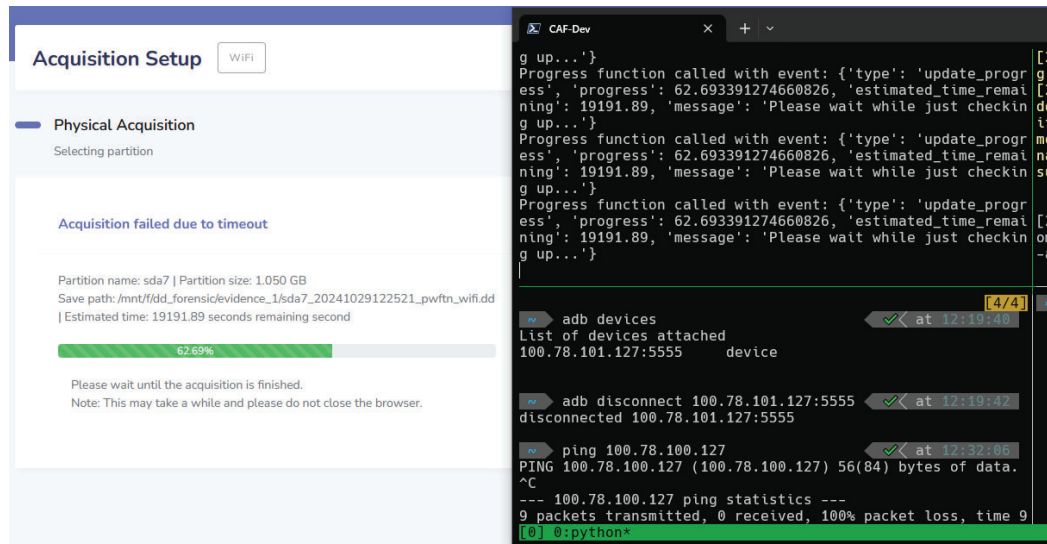 Acquisition Setup WiFi
Physical Acquisition
Selecting partition
Acquisition failed due to timeout
Partition name: sda7 | Partition size: 1.050 GB
Save path: /mnt/f/dd_forensic/evidence_1/sda7_20241029122521_pwftn_wifi.dd
| Estimated time: 19191.89 seconds remaining second
62.69%
Please wait until the acquisition is finished.
Note: This may take a while and please do not close the browser.
CAF-Dev
g up...'}
Progress function called with event: {'type': 'update_progr
ess', 'progress': 62.693391274660826, 'estimated_time_remai
ning': 19191.89, 'message': 'Please wait while just checkin
g up...'}
Progress function called with event: {'type': 'update_progr
ess', 'progress': 62.693391274660826, 'estimated_time_remai
ning': 19191.89, 'message': 'Please wait while just checkin
g up...'}
Progress function called with event: {'type': 'update_progr
ess', 'progress': 62.693391274660826, 'estimated_time_remai
ning': 19191.89, 'message': 'Please wait while just checkin
g up...'}
[4/4]
~ adb devices at 12:19:40
List of devices attached
100.78.101.127:5555 device
~ adb disconnect 100.78.101.127:5555 at 12:19:42
disconnected 100.78.101.127:5555
~ ping 100.78.100.127 at 12:32:06
PING 100.78.100.127 (100.78.100.127) 56(84) bytes of data.
^C
--- 100.78.100.127 ping statistics ---
9 packets transmitted, 0 received, 100% packet loss, time 9
[0] 0:python*